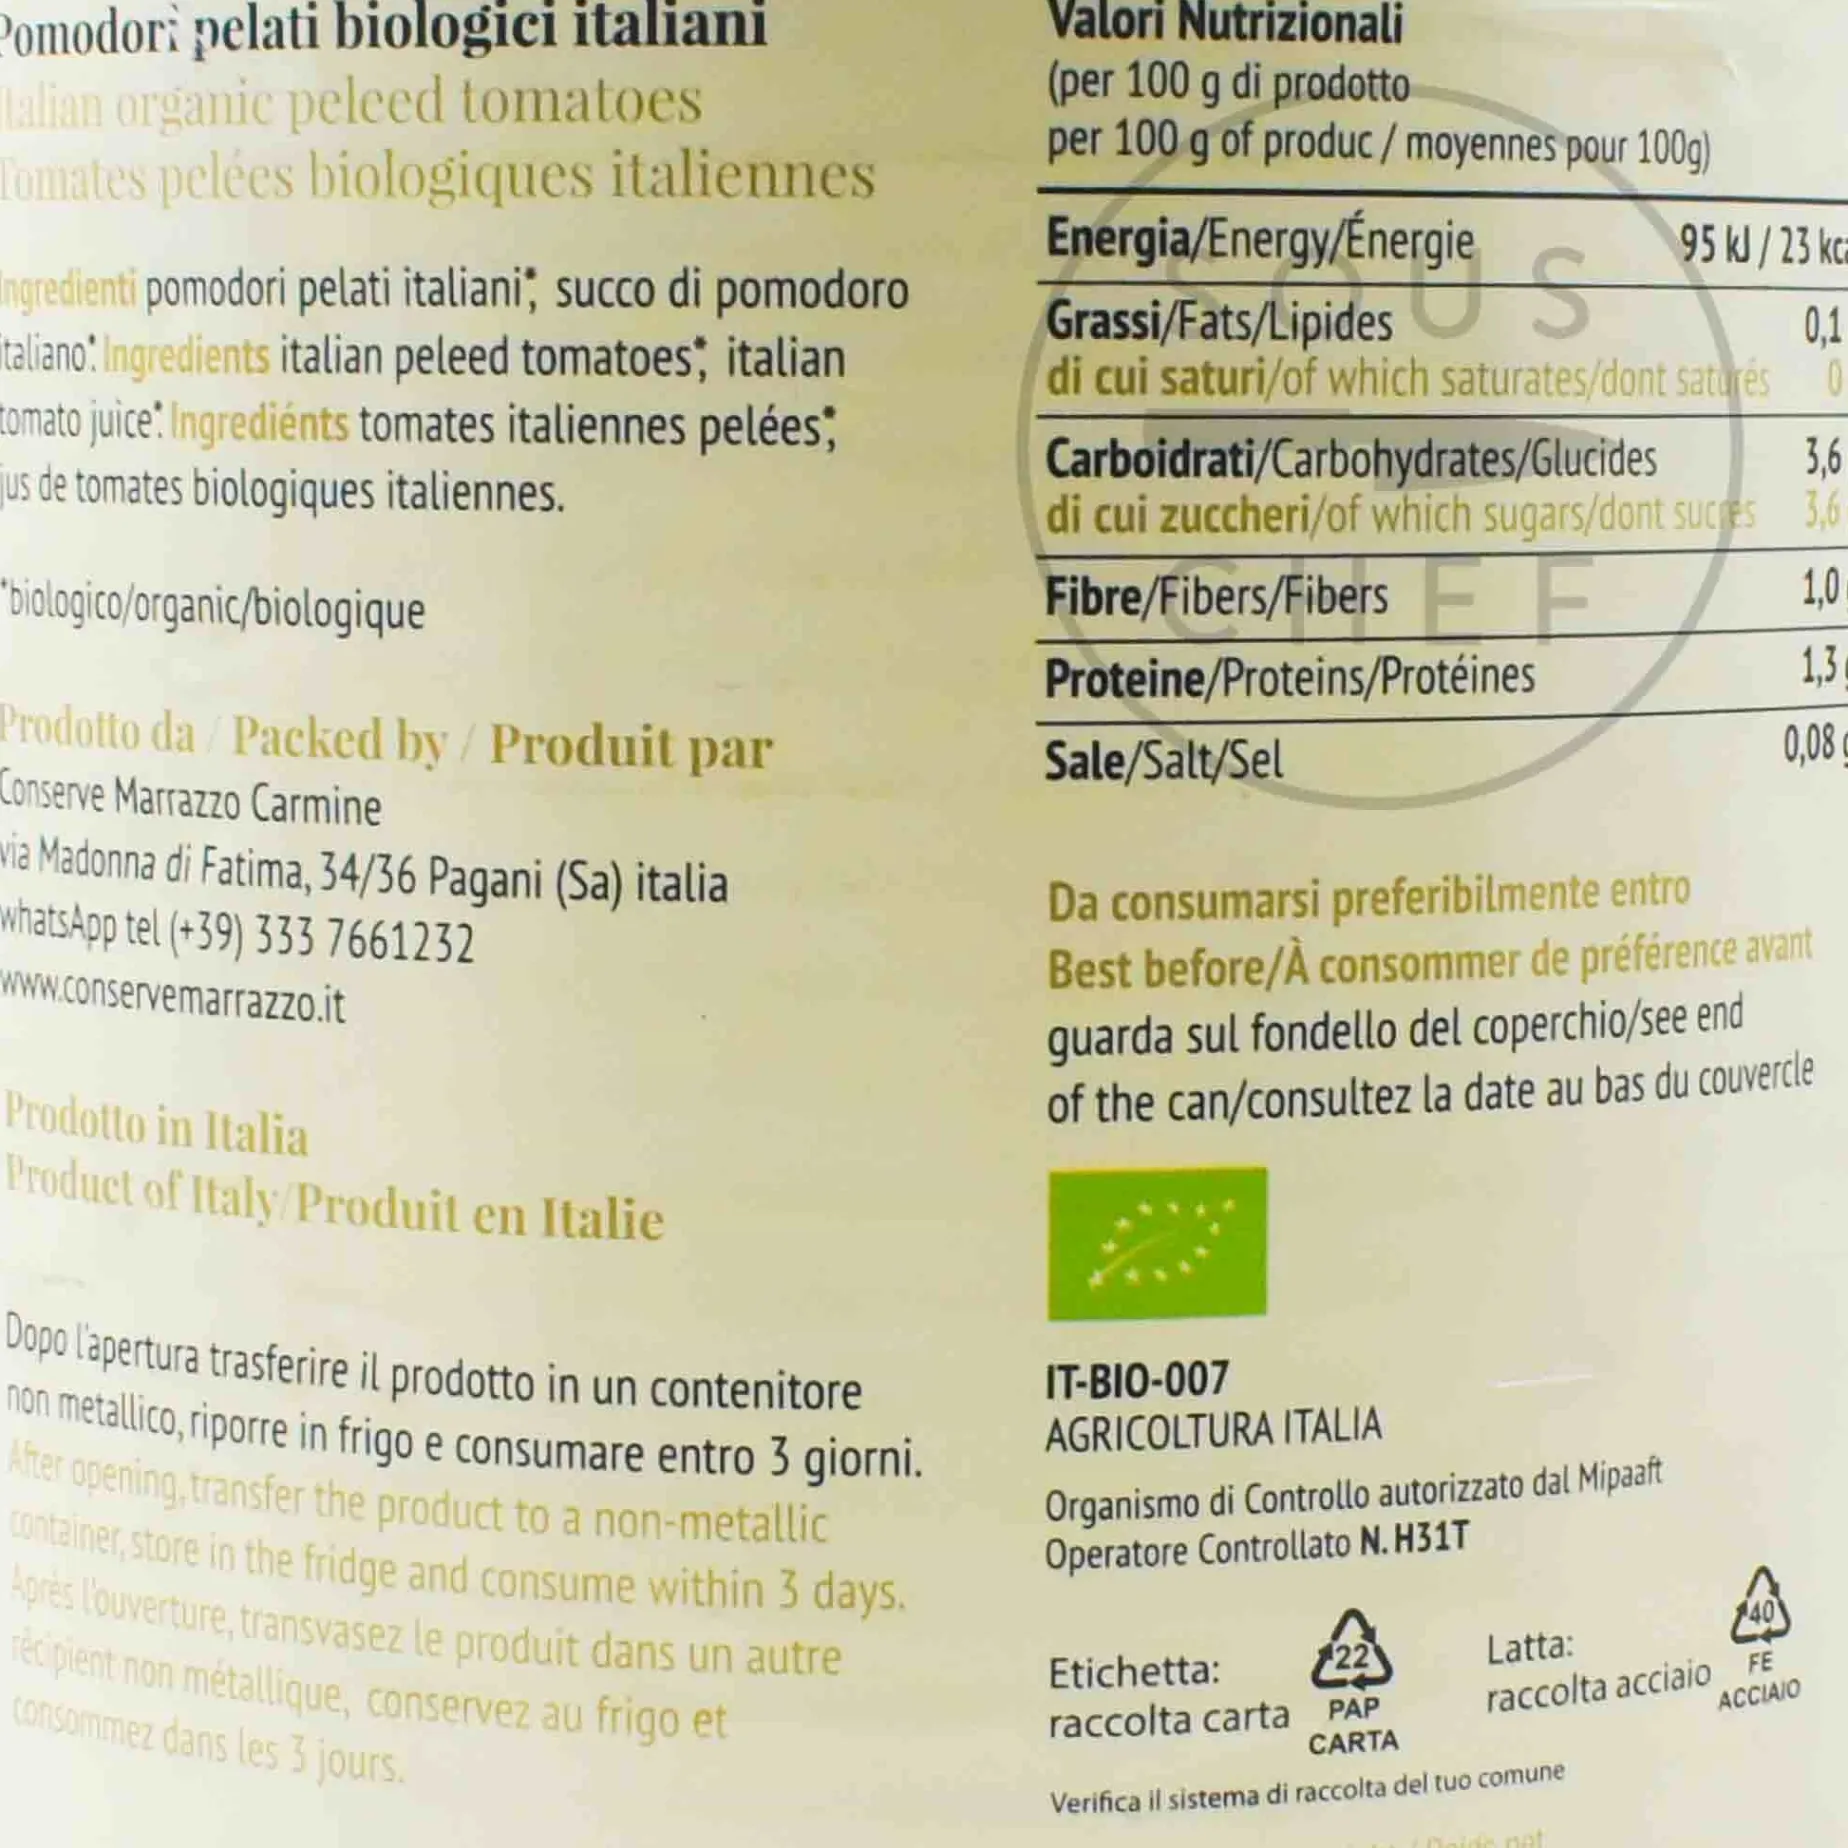 Pomodori pelati biologici italiani
Italian organic peleed tomatoes
Tomates pelées biologiques italiennes
Ingredienti pomodori pelati italiani*, succo di pomodoro
italiano*. Ingredients italian peleed tomatoes*, italian
tomato juice*. Ingrediénts tomates italiennes pelées*,
jus de tomates biologiques italiennes.
*biologico/organic/biologique
Prodotto da / Packed by / Produit par
Conserve Marrazzo Carmine
via Madonna di Fatima, 34/36 Pagani (Sa) italia
whatsApp tel (+39) 333 7661232
www.conservemarrazzo.it
Prodotto in Italia
Product of Italy/Produit en Italie
Dopo l'apertura trasferire il prodotto in un contenitore
non metallico, riporre in frigo e consumare entro 3 giorni.
After opening, transfer the product to a non-metallic
container, store in the fridge and consume within 3 days.
Après l'ouverture, transvasez le produit dans un autre
récipient non métallique, conservez au frigo et
consommez dans les 3 jours.
Valori Nutrizionali
(per 100 g di prodotto
per 100 g of produc / moyennes pour 100g)
Energia/Energy/Énergie 95 kJ / 23 kca
Grassi/Fats/Lipides 0,1
di cui saturi/of which saturates/dont saturés 0
Carboidrati/Carbohydrates/Glucides 3,6
di cui zuccheri/of which sugars/dont sucres 3,6
Fibre/Fibers/Fibers 1,0
Proteine/Proteins/Protéines 1,3 g
Sale/Salt/Sel 0,08 g
SOUS
CHEF
Da consumarsi preferibilmente entro
Best before/À consommer de préférence avant
guarda sul fondello del coperchio/see end
of the can/consultez la date au bas du couvercle
IT-BIO-007
AGRICOLTURA ITALIA
Organismo di Controllo autorizzato dal Mipaaft
Operatore Controllato N. H31T
Etichetta:
raccolta carta
22
PAP
CARTA
Latta:
raccolta acciaio
40
FE
ACCIAIO
Verifica il sistema di raccolta del tuo comune